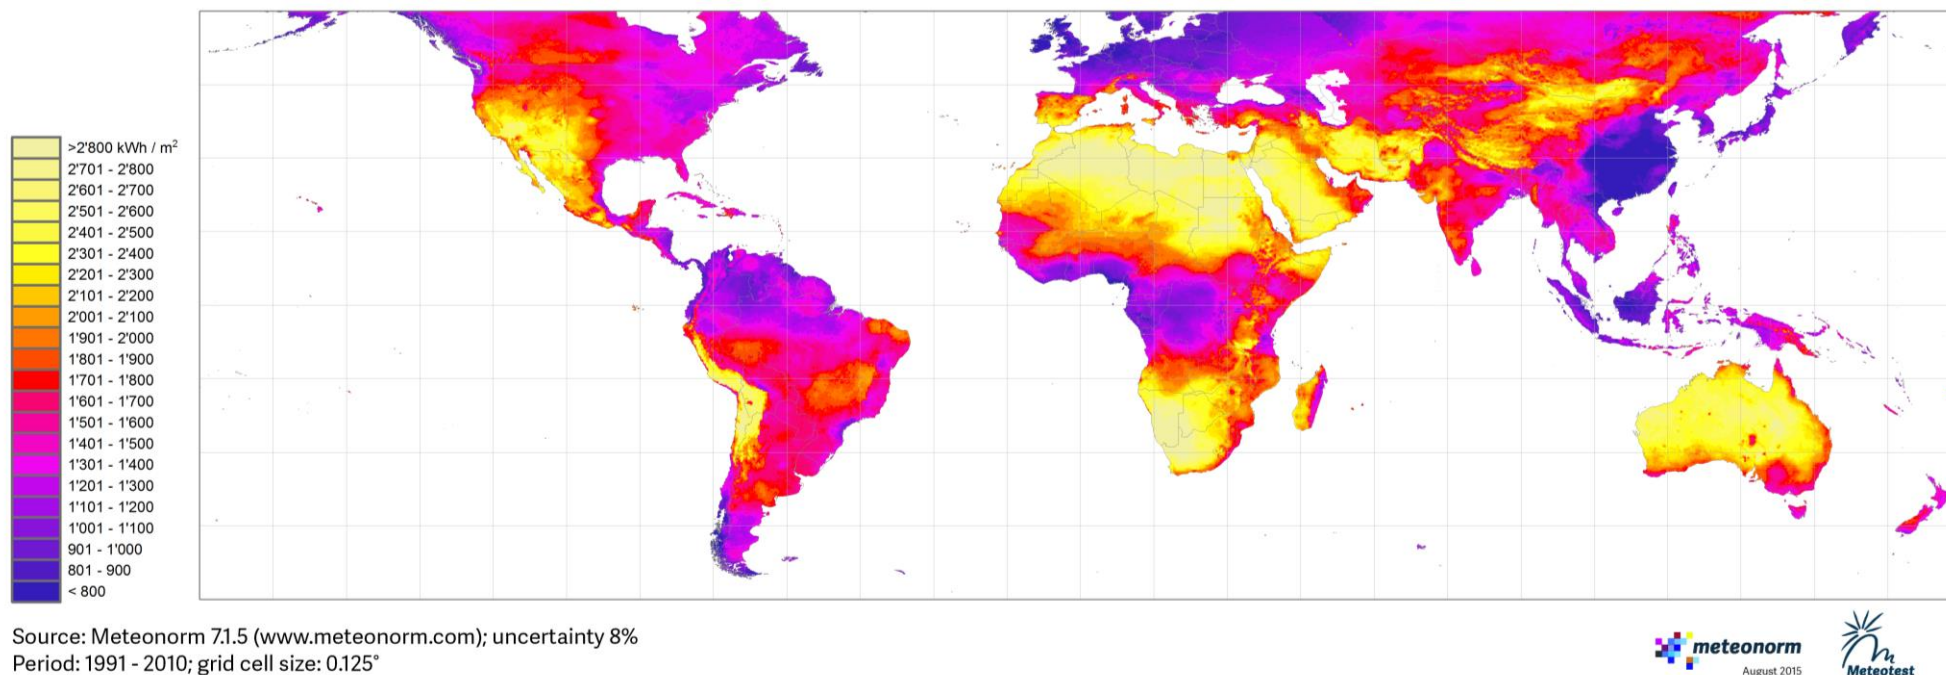 >2'800 kWh / m²
2'701 - 2'800
2'601 - 2'700
2'501 - 2'600
2'401 - 2'500
2'301 - 2'400
2'201 - 2'300
2'101 - 2'200
2'001 - 2'100
1'901 - 2'000
1'801 - 1'900
1'701 - 1'800
1'601 - 1'700
1'501 - 1'600
1'401 - 1'500
1'301 - 1'400
1'201 - 1'300
1'101 - 1'200
1'001 - 1'100
901 - 1'000
801 - 900
< 800
Source: Meteonorm 7.1.5 (www.meteonorm.com); uncertainty 8%
Period: 1991 - 2010; grid cell size: 0.125°
meteonorm
August 2015
Meteotest